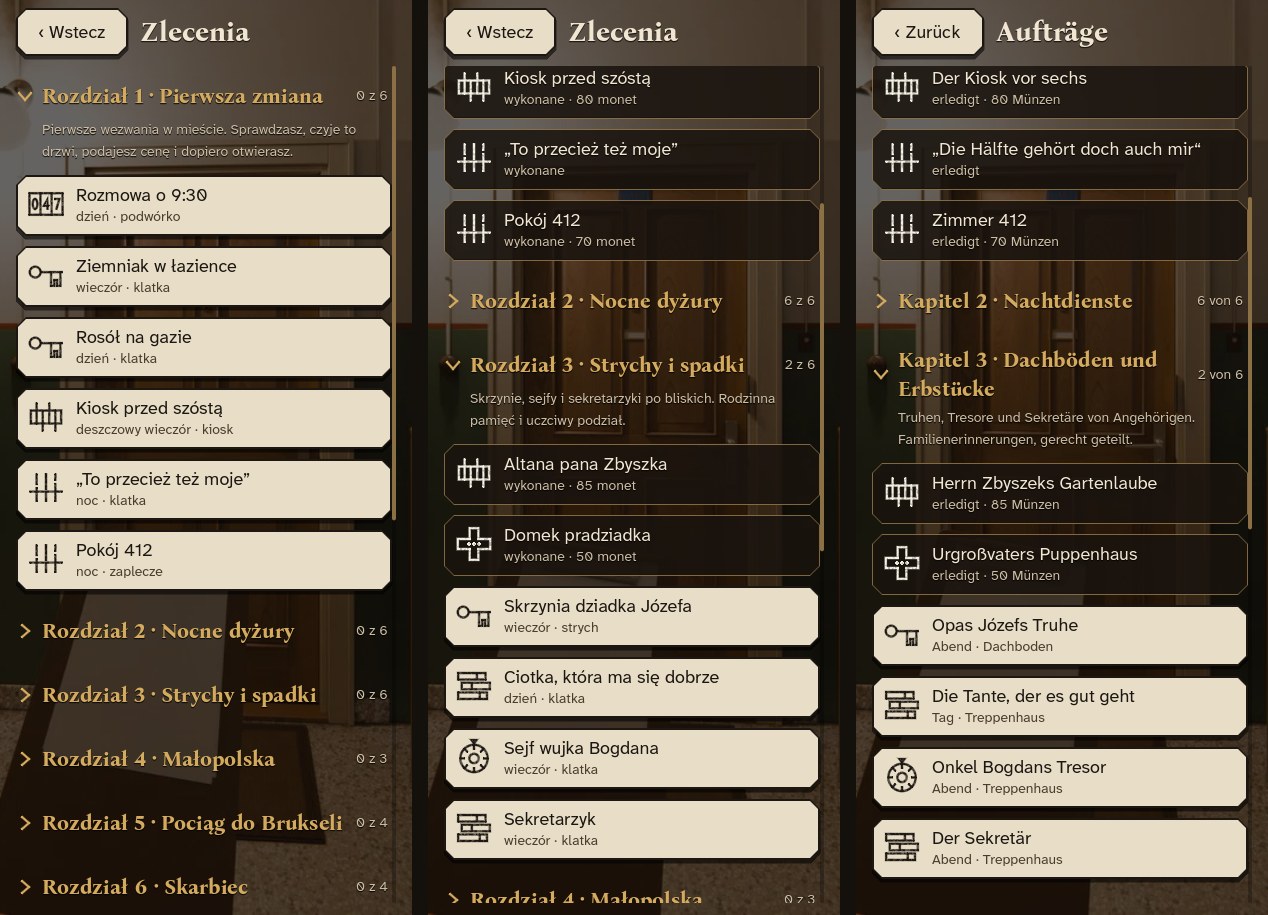 ‹ Wstecz
Zlecenia
Rozdział 1 · Pierwsza zmiana
0 z 6
Pierwsze wezwania w mieście. Sprawdzasz, czyje to
drzwi, podajesz cenę i dopiero otwierasz.
047
Rozmowa o 9:30
dzień · podwórko
Ziemniak w łazience
wieczór · klatka
Rosół na gazie
dzień · klatka
Kiosk przed szóstą
deszczowy wieczór · kiosk
„To przecież też moje”
noc · klatka
Pokój 412
noc · zaplecze
Rozdział 2 · Nocne dyżury
0 z 6
Rozdział 3 · Strychy i spadki
0 z 6
Rozdział 4 · Małopolska
0 z 3
Rozdział 5 · Pociąg do Brukseli
0 z 4
Rozdział 6 · Skarbiec
0 z 4
‹ Wstecz
Zlecenia
Kiosk przed szóstą
wykonane · 80 monet
„To przecież też moje”
wykonane
Pokój 412
wykonane · 70 monet
Rozdział 2 · Nocne dyżury
6 z 6
Rozdział 3 · Strychy i spadki
2 z 6
Skrzynie, sejfy i sekretarzyki po bliskich. Rodzinna
pamięć i uczciwy podział.
Altana pana Zbyszka
wykonane · 85 monet
Domek pradziadka
wykonane · 50 monet
Skrzynia dziadka Józefa
wieczór · strych
Ciotka, która ma się dobrze
dzień · klatka
Sejf wujka Bogdana
wieczór · klatka
Sekretarzyk
wieczór · klatka
Rozdział 4 · Małopolska
0 z 3
‹ Zurück
Aufträge
Der Kiosk vor sechs
erledigt · 80 Münzen
„Die Hälfte gehört doch auch mir“
erledigt
Zimmer 412
erledigt · 70 Münzen
Kapitel 2 · Nachtdienste
6 von 6
Kapitel 3 · Dachböden und
Erbstücke
2 von 6
Truhen, Tresore und Sekretäre von Angehörigen.
Familienerinnerungen, gerecht geteilt.
Herrn Zbyszeks Gartenlaube
erledigt · 85 Münzen
Urgroßvaters Puppenhaus
erledigt · 50 Münzen
Opas Józefs Truhe
Abend · Dachboden
Die Tante, der es gut geht
Tag · Treppenhaus
Onkel Bogdans Tresor
Abend · Treppenhaus
Der Sekretär
Abend · Treppenhaus